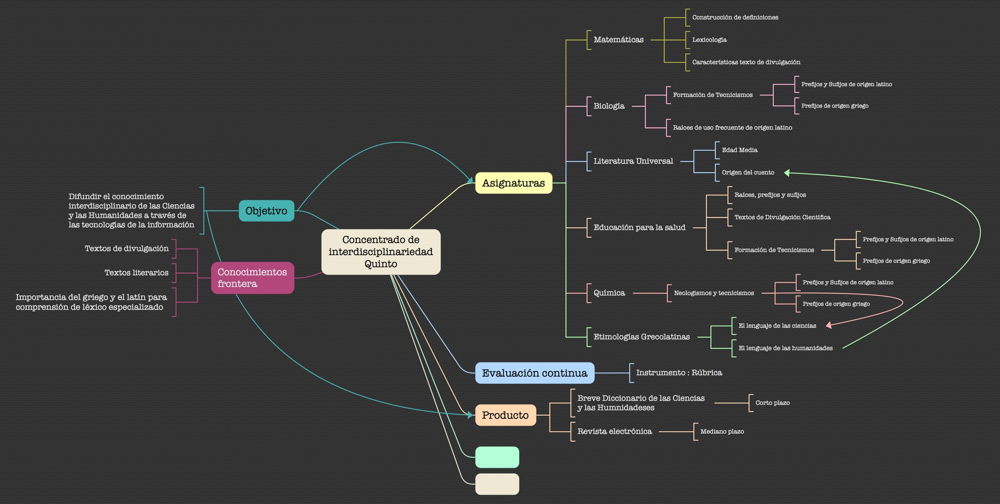 Concentrado de
interdisciplinariedad
Quinto
Objetivo
Difundir el conocimiento
interdisciplinario de las Ciencias
y las Humanidades a través de
las tecnologías de la información
Conocimientos
frontera
Textos de divulgación
Textos literarios
Importancia del griego y el latín para
comprensión de léxico especializado
Asignaturas
Matemáticas
Construcción de definiciones
Lexicología
Características texto de divulgación
Biología
Formación de Tecnicismos
Prefijos y Sufijos de origen latino
Prefijos de origen griego
Raíces de uso frecuente de origen latino
Literatura Universal
Edad Media
Origen del cuento
Educación para la salud
Raíces, prefijos y sufijos
Textos de Divulgación Científica
Formación de Tecnicismos
Prefijos y Sufijos de origen latino
Prefijos de origen griego
Química
Neologismos y tecnicismos
Prefijos y Sufijos de origen latino
Prefijos de origen griego
Etimologías Grecolatinas
El lenguaje de las ciencias
El lenguaje de las humanidades
Evaluación continua
Instrumento : Rúbrica
Producto
Breve Diccionario de las Ciencias
y las Humnidadeses
Corto plazo
Revista electrónica
Mediano plazo